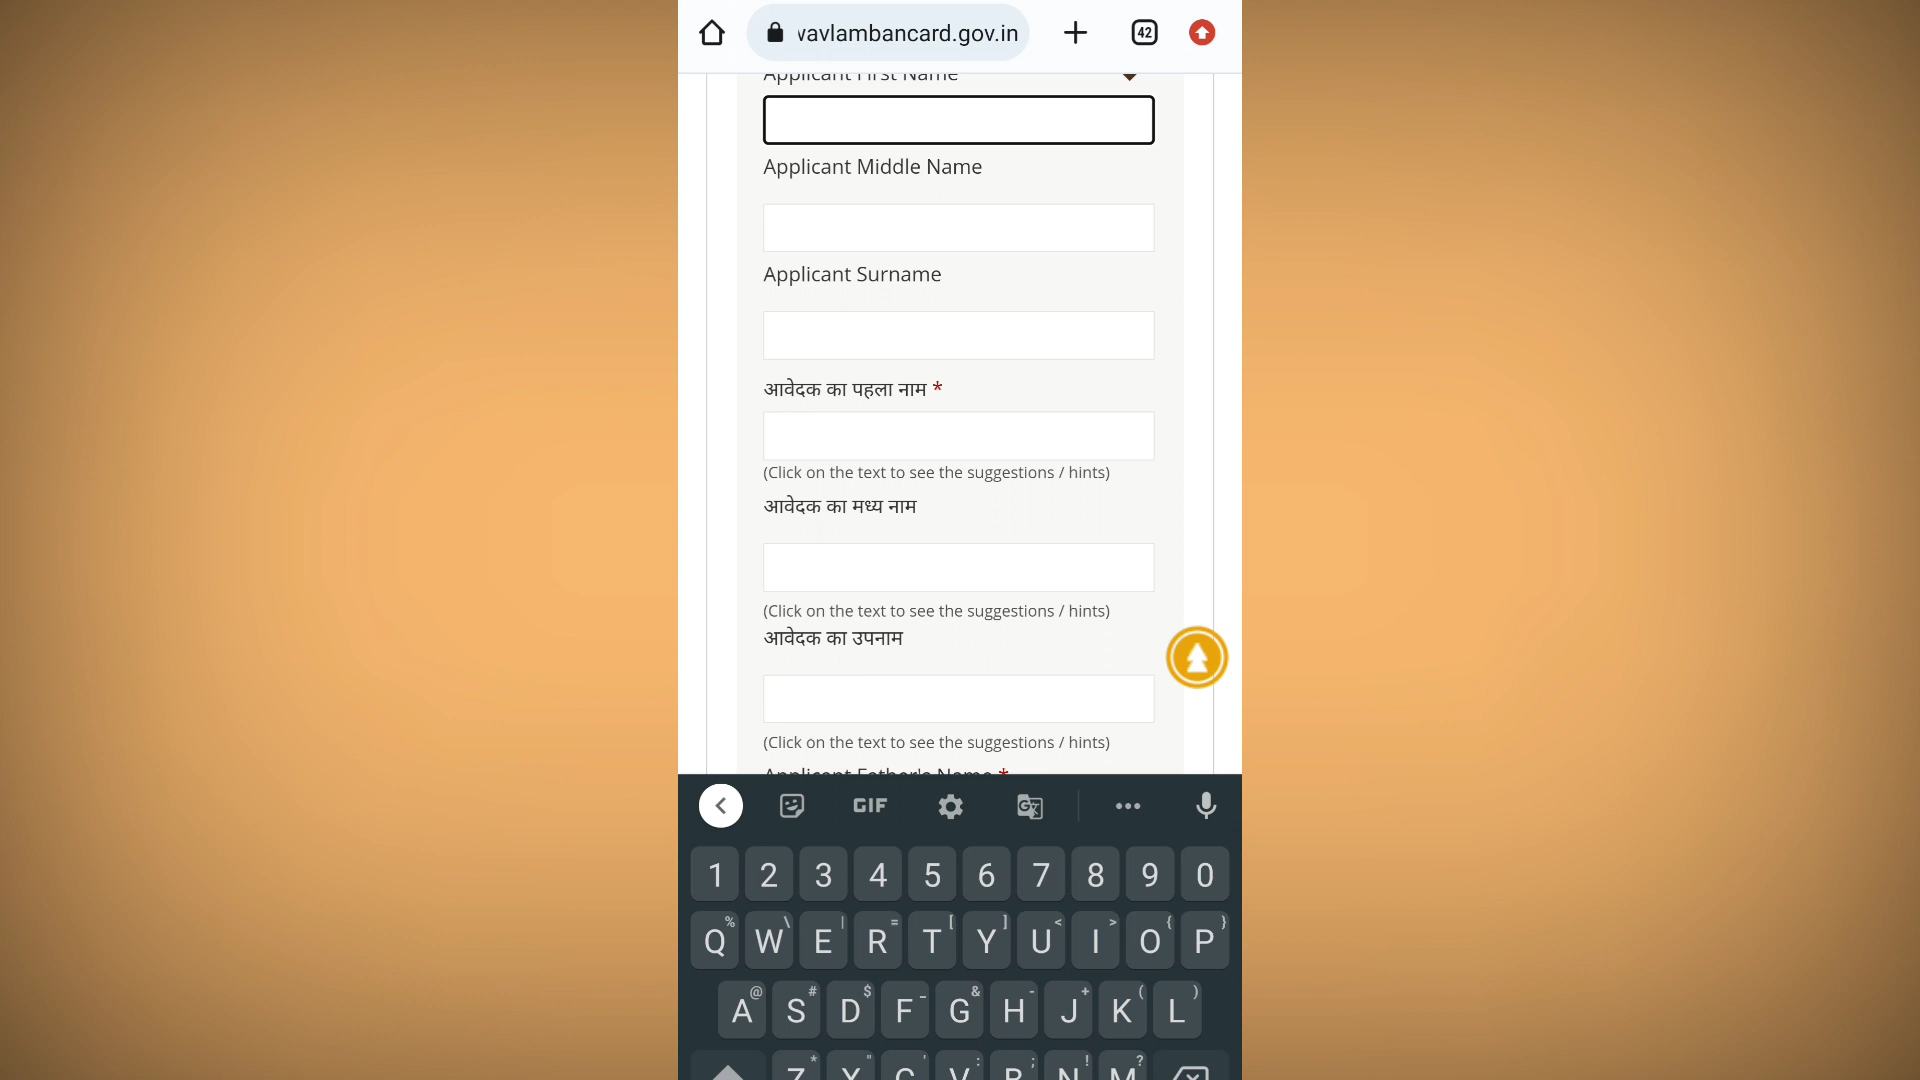 vavlambancard.gov.in
42
Applicant First Name
Applicant Middle Name
Applicant Surname
आवेदक का पहला नाम *
(Click on the text to see the suggestions / hints)
आवेदक का मध्य नाम
(Click on the text to see the suggestions / hints)
आवेदक का उपनाम
(Click on the text to see the suggestions / hints)
Applicant Father's Name *
GIF
1 2 3 4 5 6 7 8 9 0
% \ | = [ ] < > { }
Q W E R T Y U I O P
@ # $ _ & - + ( )
A S D F G H J K L
* " ' : ; ! ?
Z X C V B N M